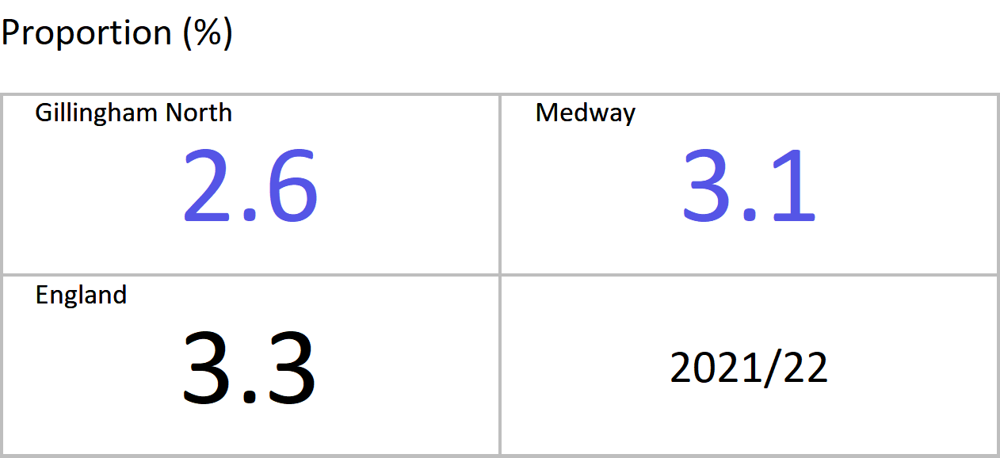 Proportion (%)
Gillingham North
2.6
Medway
3.1
England
3.3
2021/22